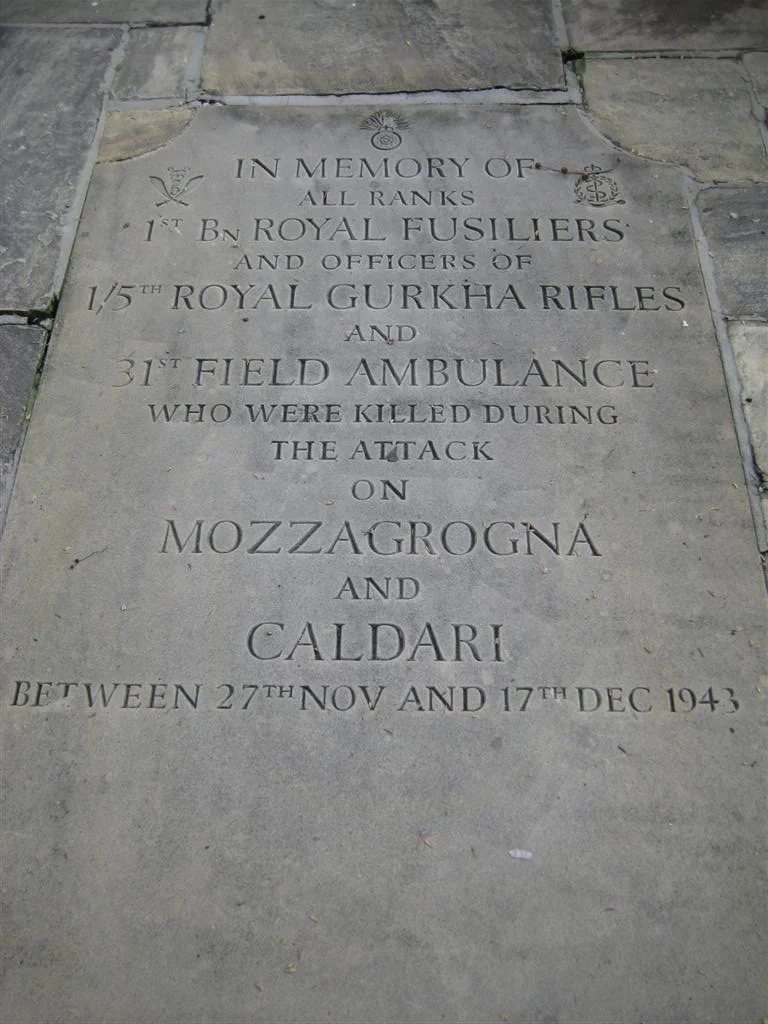 IN MEMORY OF
ALL RANKS
1ST BN ROYAL FUSILIERS
AND OFFICERS OF
1/5TH ROYAL GURKHA RIFLES
AND
31ST FIELD AMBULANCE
WHO WERE KILLED DURING
THE ATTACK
ON
MOZZAGROGNA
AND
CALDARI
BETWEEN 27TH NOV AND 17TH DEC 1943